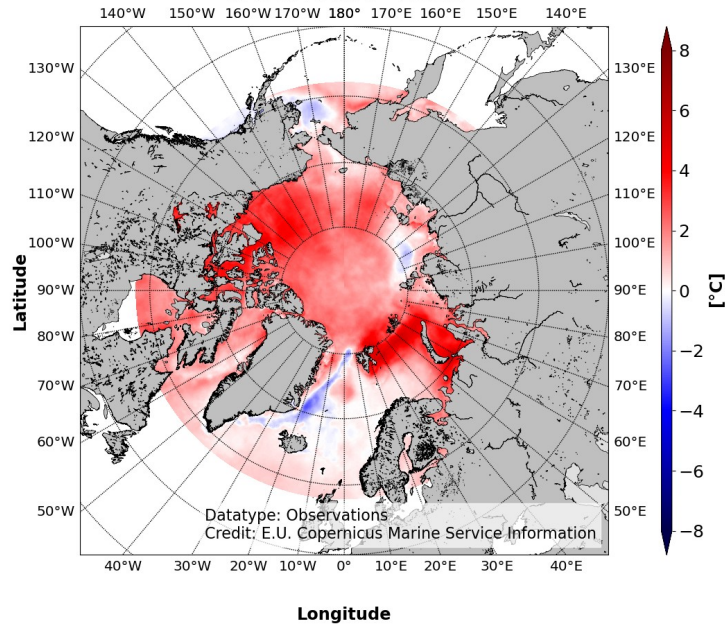 140°W 150°W 160°W 170°W 180° 170°E 160°E 150°E 140°E
130°W 130°E
120°W 120°E
110°W 110°E
100°W 100°E
90°W 90°E
80°W 80°E
70°W 70°E
60°W 60°E
50°W 50°E
40°W 30°W 20°W 10°W 0° 10°E 20°E 30°E 40°E
Latitude
Longitude
Datatype: Observations
Credit: E.U. Copernicus Marine Service Information
8
6
4
2
0
−2
−4
−6
−8
[°C]